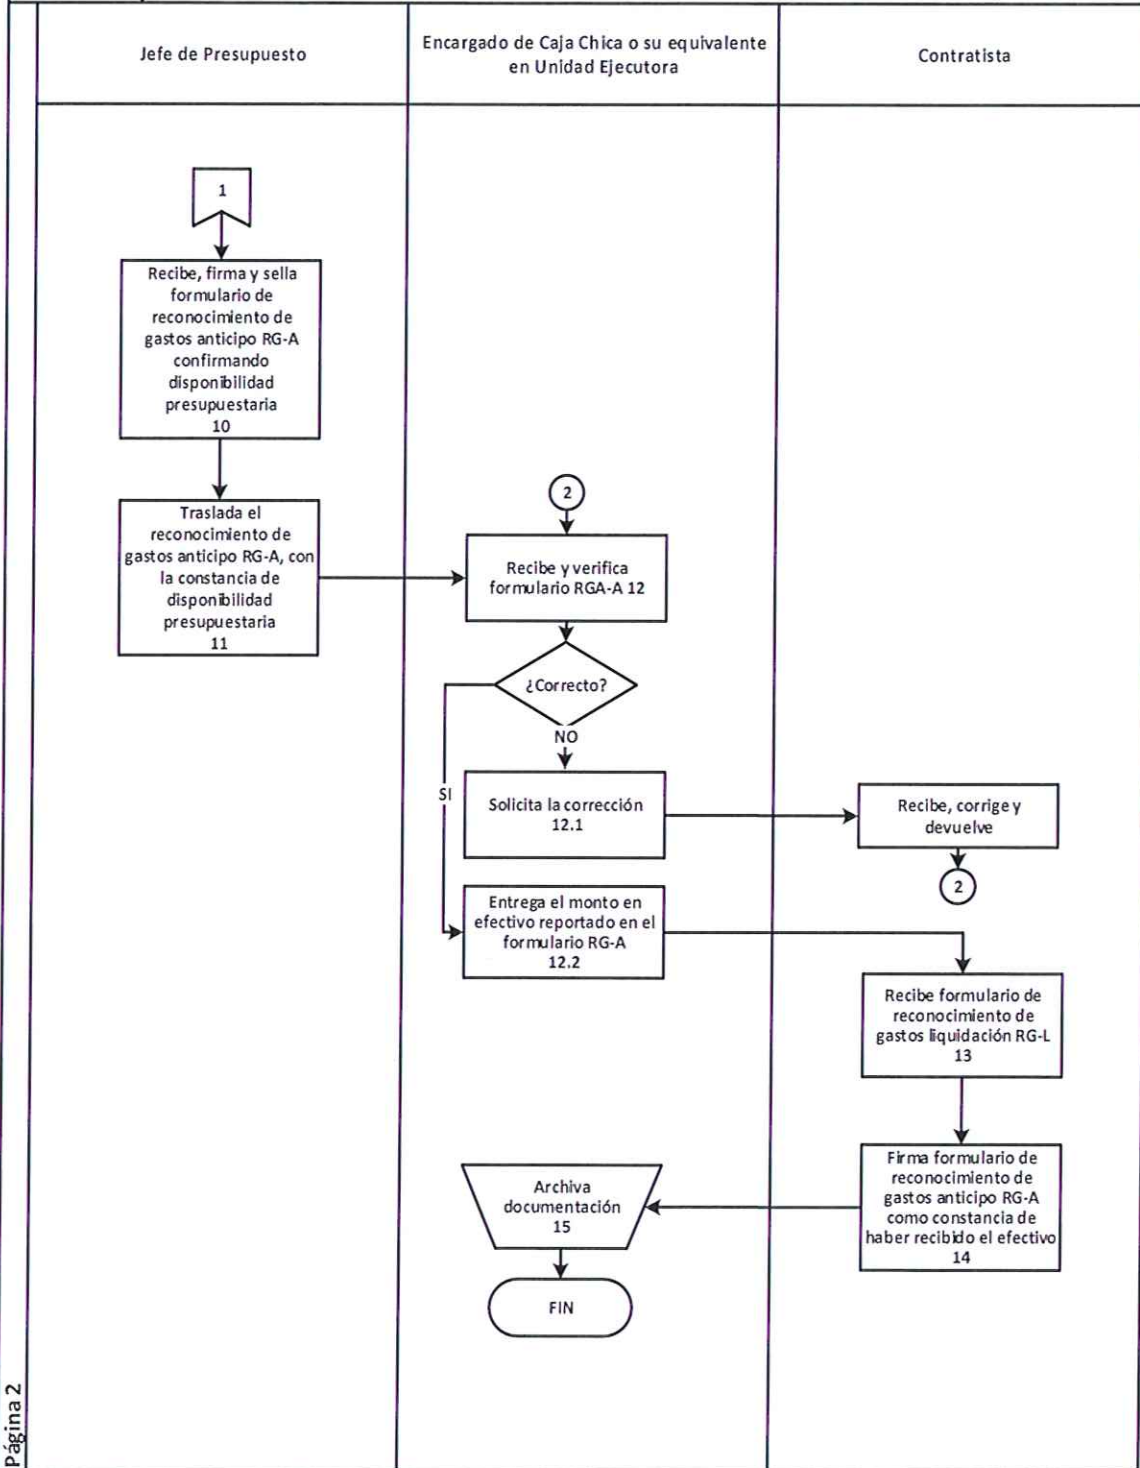 Jefe de Presupuesto
Encargado de Caja Chica o su equivalente
en Unidad Ejecutora
Contratista
1
Recibe, firma y sella
formulario de
reconocimiento de
gastos anticipo RG-A
confirmando
disponibilidad
presupuestaria
10
Traslada el
reconocimiento de
gastos anticipo RG-A, con
la constancia de
disponibilidad
presupuestaria
11
2
Recibe y verifica
formulario RGA-A 12
¿Correcto?
NO
SI
Solicita la corrección
12.1
Recibe, corrige y
devuelve
2
Entrega el monto en
efectivo reportado en el
formulario RG-A
12.2
Recibe formulario de
reconocimiento de
gastos liquidación RG-L
13
Firma formulario de
reconocimiento de
gastos anticipo RG-A
como constancia de
haber recibido el efectivo
14
Archiva
documentación
15
FIN
Página 2